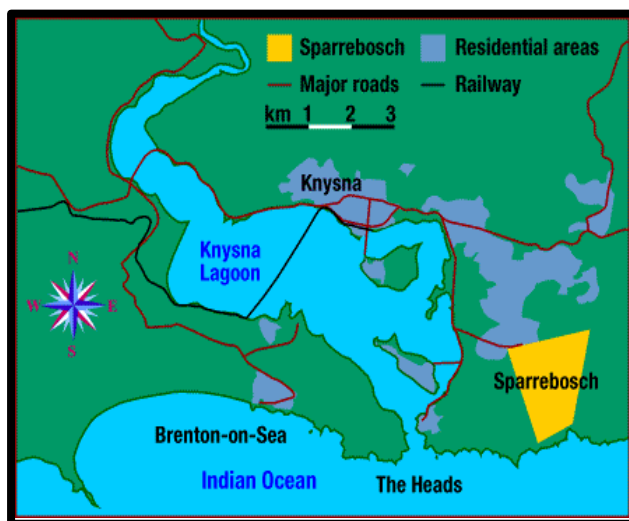 Sparrebosch
Residential areas
Major roads
Railway
km 1 2 3
Knysna
Knysna
Lagoon
N
W E
S
Sparrebosch
Brenton-on-Sea
Indian Ocean
The Heads